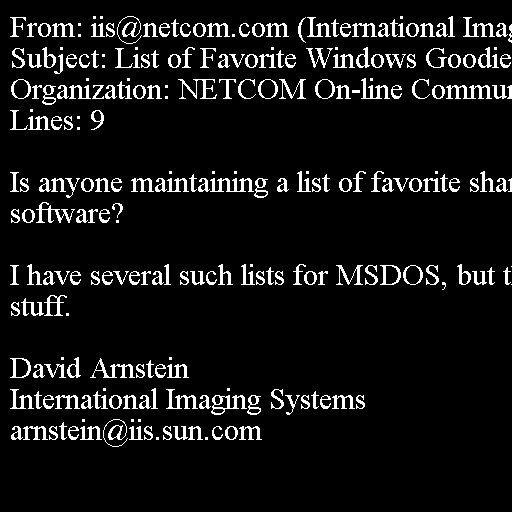 From: iis@netcom.com (International Imag
Subject: List of Favorite Windows Goodie
Organization: NETCOM On-line Commun
Lines: 9

Is anyone maintaining a list of favorite shar
software?

I have several such lists for MSDOS, but th
stuff.

David Arnstein
International Imaging Systems
arnstein@iis.sun.com